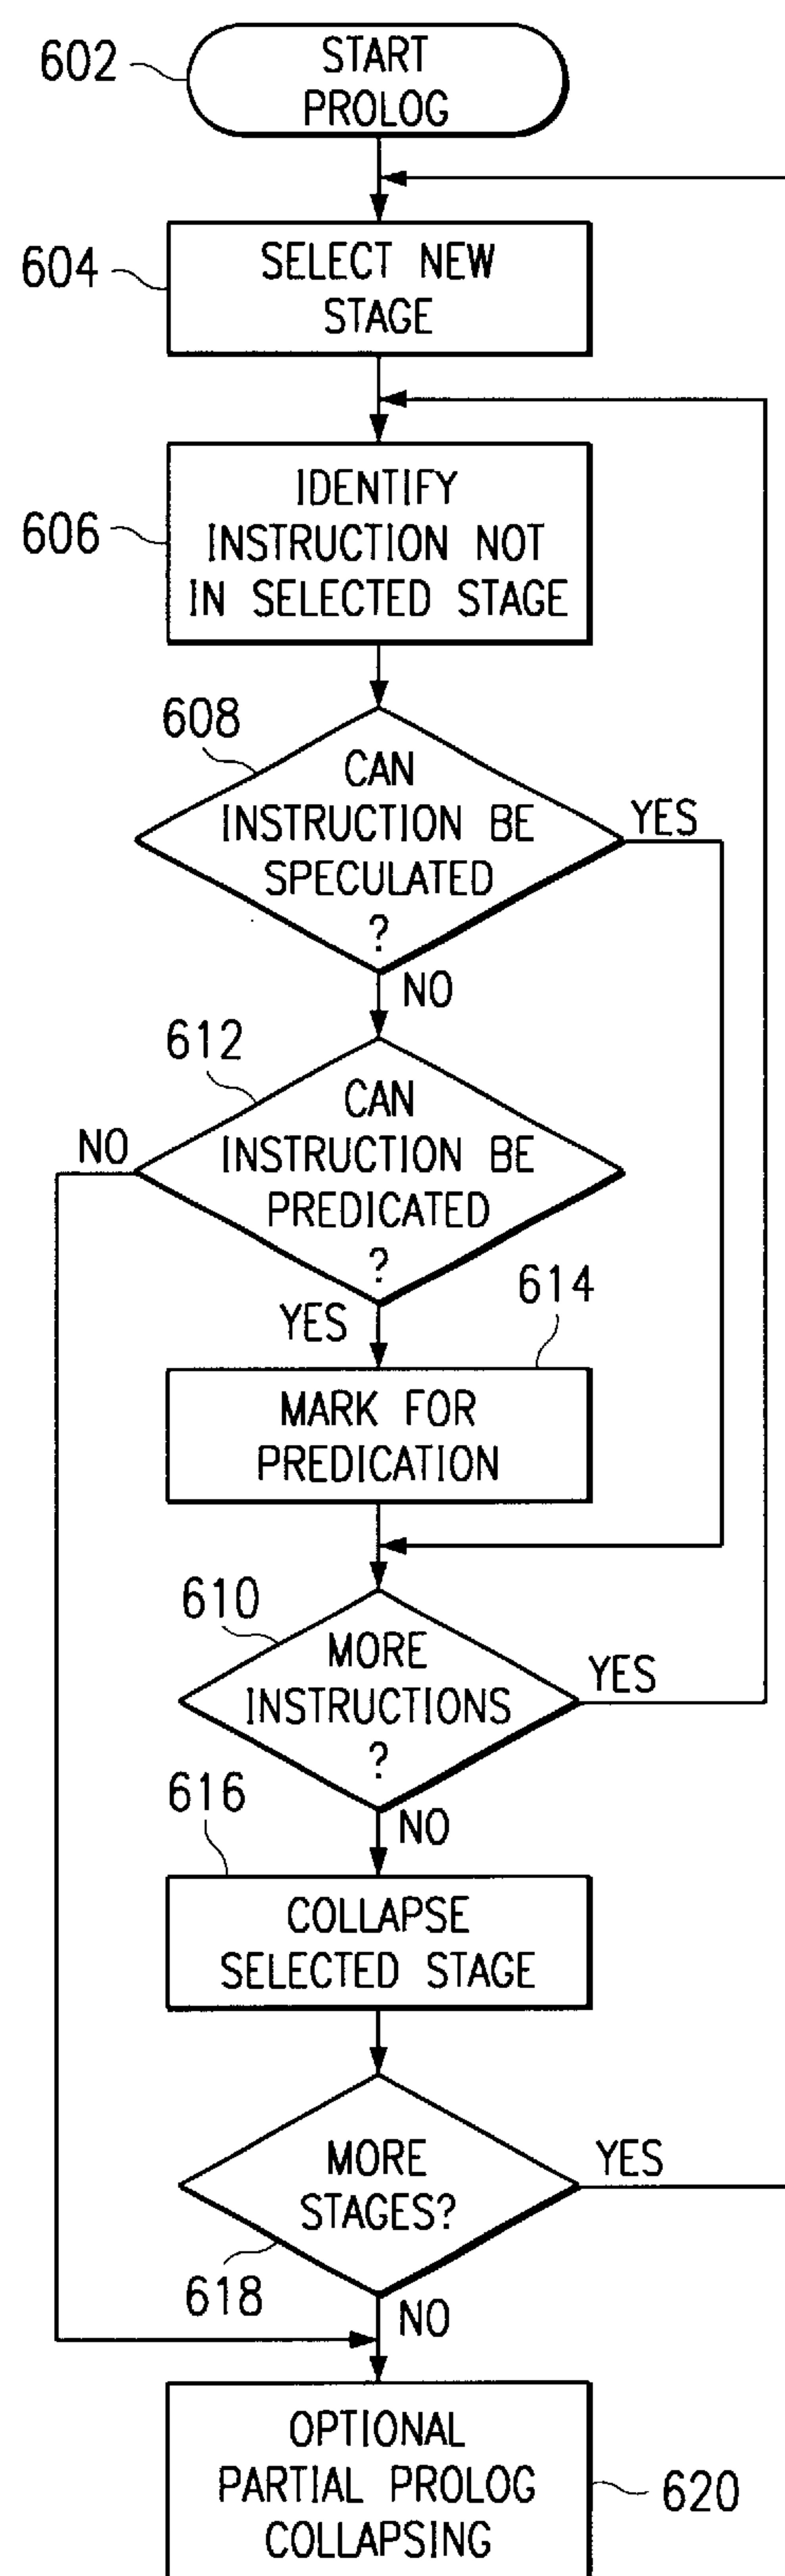 602
START
PROLOG
604
SELECT NEW
STAGE
606
IDENTIFY
INSTRUCTION NOT
IN SELECTED STAGE
608
CAN
INSTRUCTION BE
SPECULATED
?
YES
NO
612
CAN
INSTRUCTION BE
PREDICATED
?
NO
YES
614
MARK FOR
PREDICATION
610
MORE
INSTRUCTIONS
?
YES
NO
616
COLLAPSE
SELECTED STAGE
MORE
STAGES?
YES
618
NO
OPTIONAL
PARTIAL PROLOG
COLLAPSING
620